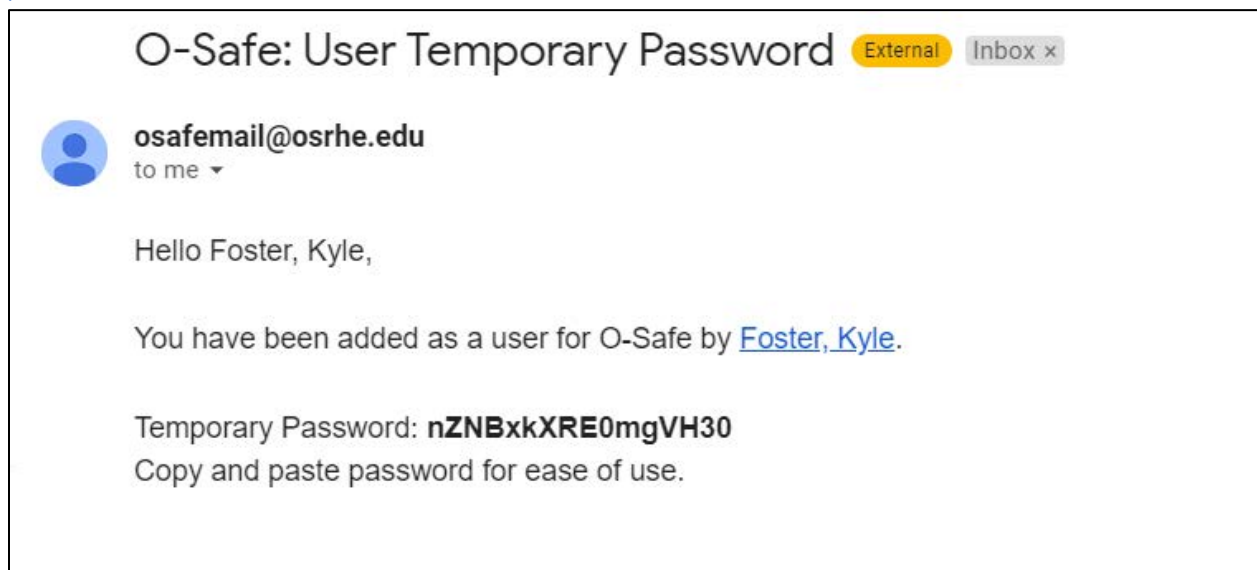 O-Safe: User Temporary Password External Inbox ×
osafemail@osrhe.edu
to me
Hello Foster, Kyle,
You have been added as a user for O-Safe by Foster, Kyle.
Temporary Password: nZNBxkXRE0mgVH30
Copy and paste password for ease of use.